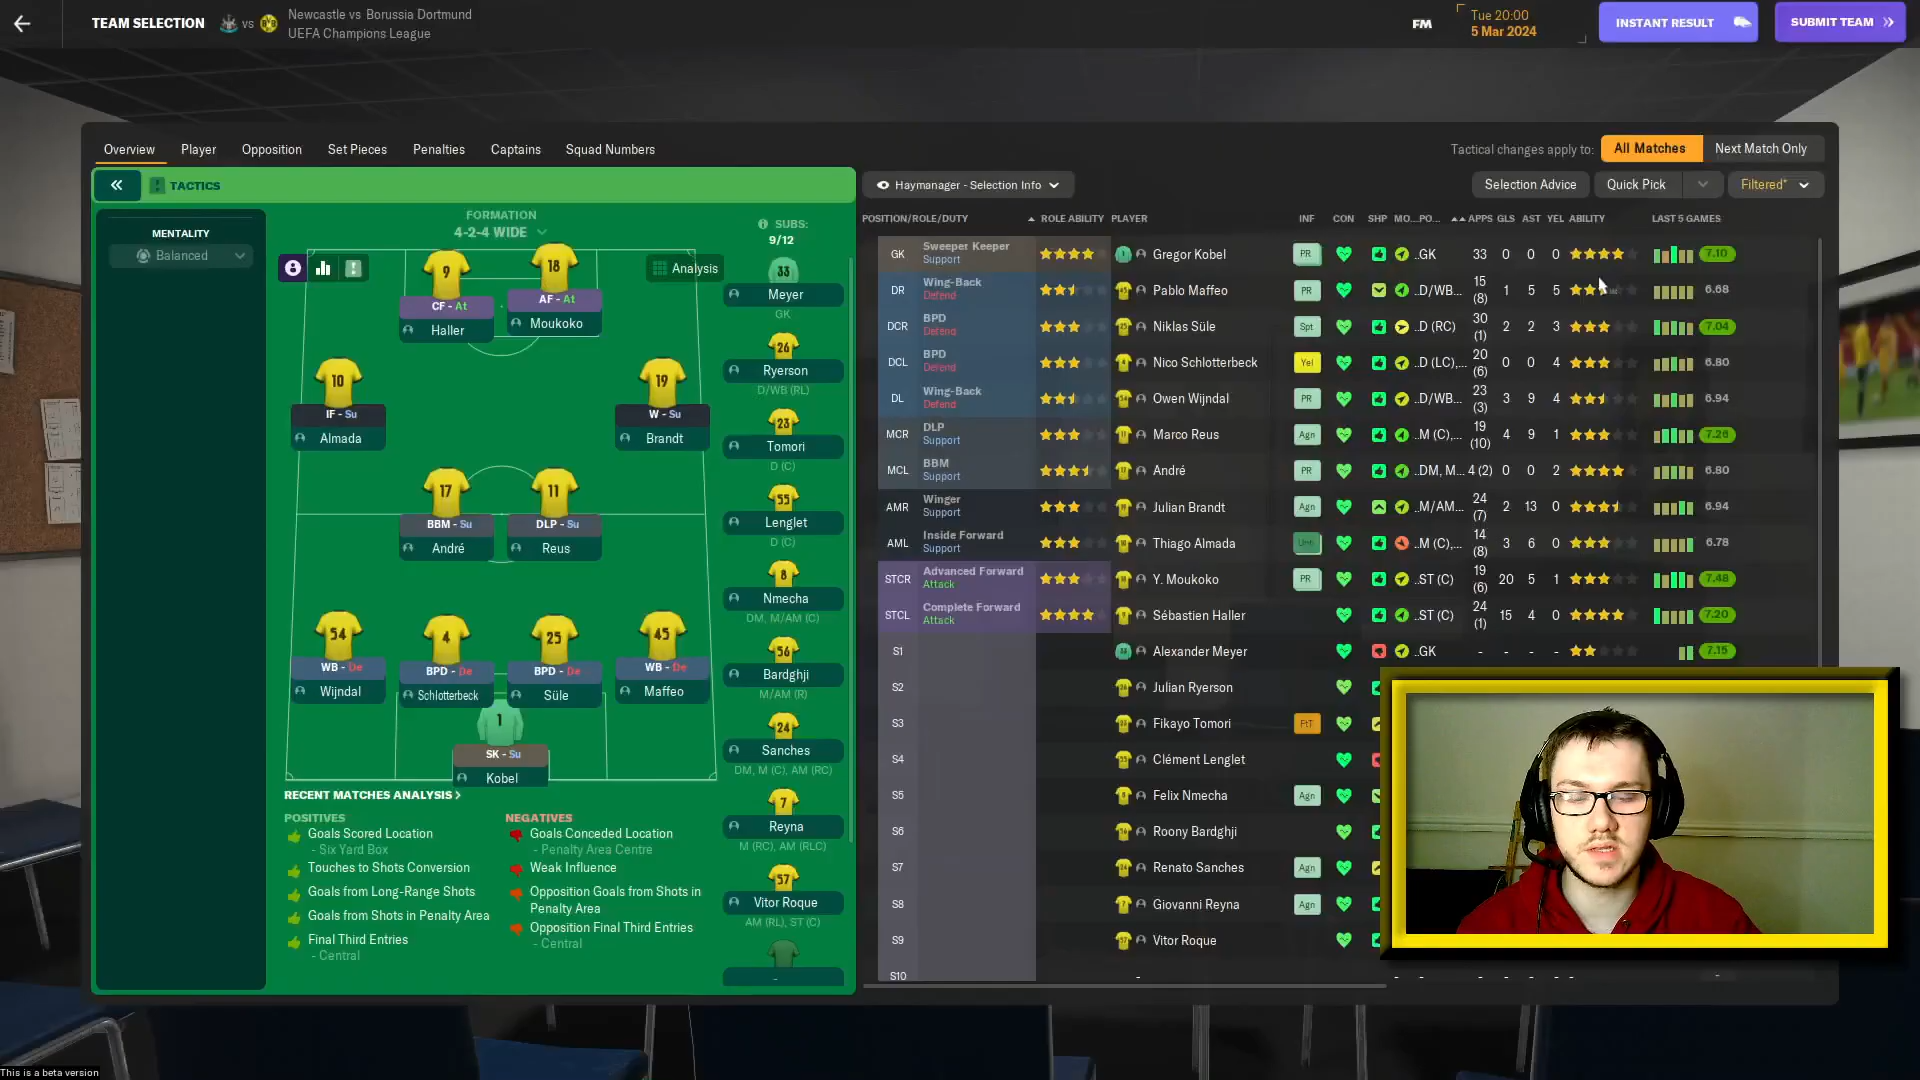 TEAM SELECTION
vs
Newcastle vs Borussia Dortmund
UEFA Champions League
FM
Tue 20:00
5 Mar 2024
INSTANT RESULT
SUBMIT TEAM
Overview
Player
Opposition
Set Pieces
Penalties
Captains
Squad Numbers
Tactical changes apply to:
All Matches
Next Match Only
TACTICS
Haymanager - Selection Info
Selection Advice
Quick Pick
Filtered*
MENTALITY
Balanced
FORMATION
4-2-4 WIDE
SUBS:
9/12
Analysis
9
CF - At
Haller
18
AF - At
Moukoko
10
IF - Su
Almada
19
W - Su
Brandt
17
BBM - Su
André
11
DLP - Su
Reus
54
WB - De
Wijndal
4
BPD - De
Schlotterbeck
25
BPD - De
Süle
45
WB - De
Maffeo
1
SK - Su
Kobel
33
Meyer
GK
26
Ryerson
D/WB (RL)
23
Tomori
D (C)
55
Lenglet
D (C)
8
Nmecha
DM, M/AM (C)
56
Bardghji
M/AM (R)
24
Sanches
DM, M (C), AM (RC)
7
Reyna
M (RC), AM (RLC)
57
Vitor Roque
AM (RL), ST (C)
-
RECENT MATCHES ANALYSIS >
POSITIVES
Goals Scored Location
- Six Yard Box
Touches to Shots Conversion
Goals from Long-Range Shots
Goals from Shots in Penalty Area
Final Third Entries
- Central
NEGATIVES
Goals Conceded Location
- Penalty Area Centre
Weak Influence
Opposition Goals from Shots in
Penalty Area
Opposition Final Third Entries
- Central
POSITION/ROLE/DUTY ROLE ABILITY PLAYER INF CON SHP MO... PO... APPS GLS AST YEL ABILITY LAST 5 GAMES
GK Sweeper Keeper Support Gregor Kobel PR ..GK 33 0 0 0 7.10
DR Wing-Back Defend Pablo Maffeo PR ..D/WB... 15 (8) 1 5 5 6.68
DCR BPD Defend Niklas Süle Spt ..D (RC) 30 (1) 2 2 3 7.04
DCL BPD Defend Nico Schlotterbeck Yel ..D (LC),... 20 (6) 0 0 4 6.80
DL Wing-Back Defend Owen Wijndal PR ..D/WB... 23 (3) 3 9 4 6.94
MCR DLP Support Marco Reus Agn ..M (C),... 19 (10) 4 9 1 7.26
MCL BBM Support André PR ..DM, M... 4 (2) 0 0 2 6.80
AMR Winger Support Julian Brandt Agn ..M/AM... 24 (7) 2 13 0 6.94
AML Inside Forward Support Thiago Almada ..M (C),... 14 (8) 3 6 0 6.78
STCR Advanced Forward Attack Y. Moukoko PR ..ST (C) 19 (6) 20 5 1 7.48
STCL Complete Forward Attack Sébastien Haller ..ST (C) 24 (1) 15 4 0 7.20
S1 Alexander Meyer ..GK - - - - 7.15
S2 Julian Ryerson
S3 Fikayo Tomori FtT
S4 Clément Lenglet
S5 Felix Nmecha Agn
S6 Roony Bardghji
S7 Renato Sanches Agn
S8 Giovanni Reyna Agn
S9 Vitor Roque
S10 -
This is a beta version